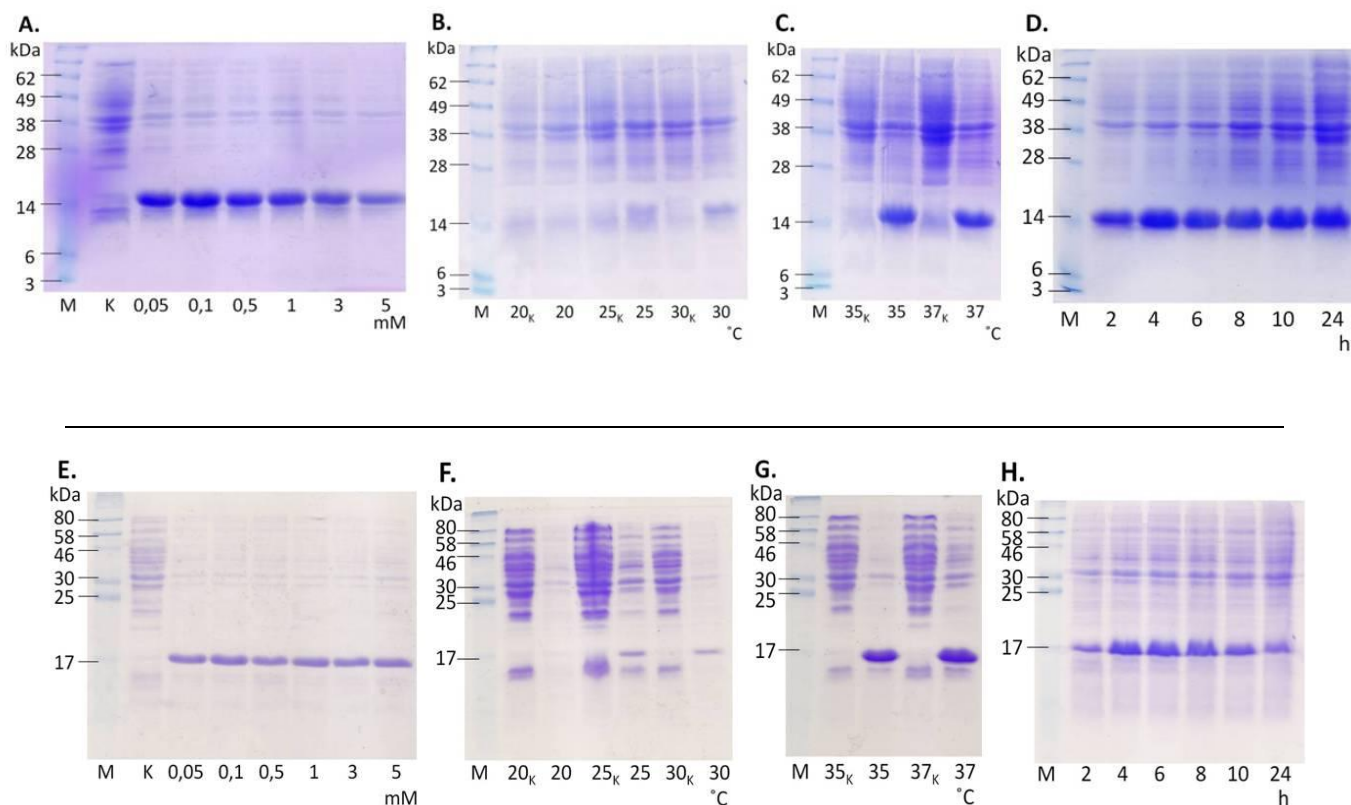 A.
kDa
62
49
38
28
14
6
3
M K 0,05 0,1 0,5 1 3 5
mM
B.
kDa
62
49
38
28
14
6
3
M 20K 20 25K 25 30K 30
°C
C.
kDa
62
49
38
28
14
6
3
M 35K 35 37K 37
°C
D.
kDa
62
49
38
28
14
6
3
M 2 4 6 8 10 24
h
E.
kDa
80
58
46
30
25
17
M K 0,05 0,1 0,5 1 3 5
mM
F.
kDa
80
58
46
30
25
17
M 20K 20 25K 25 30K 30
°C
G.
kDa
80
58
46
30
25
17
M 35K 35 37K 37
°C
H.
kDa
80
58
46
30
25
17
M 2 4 6 8 10 24
h